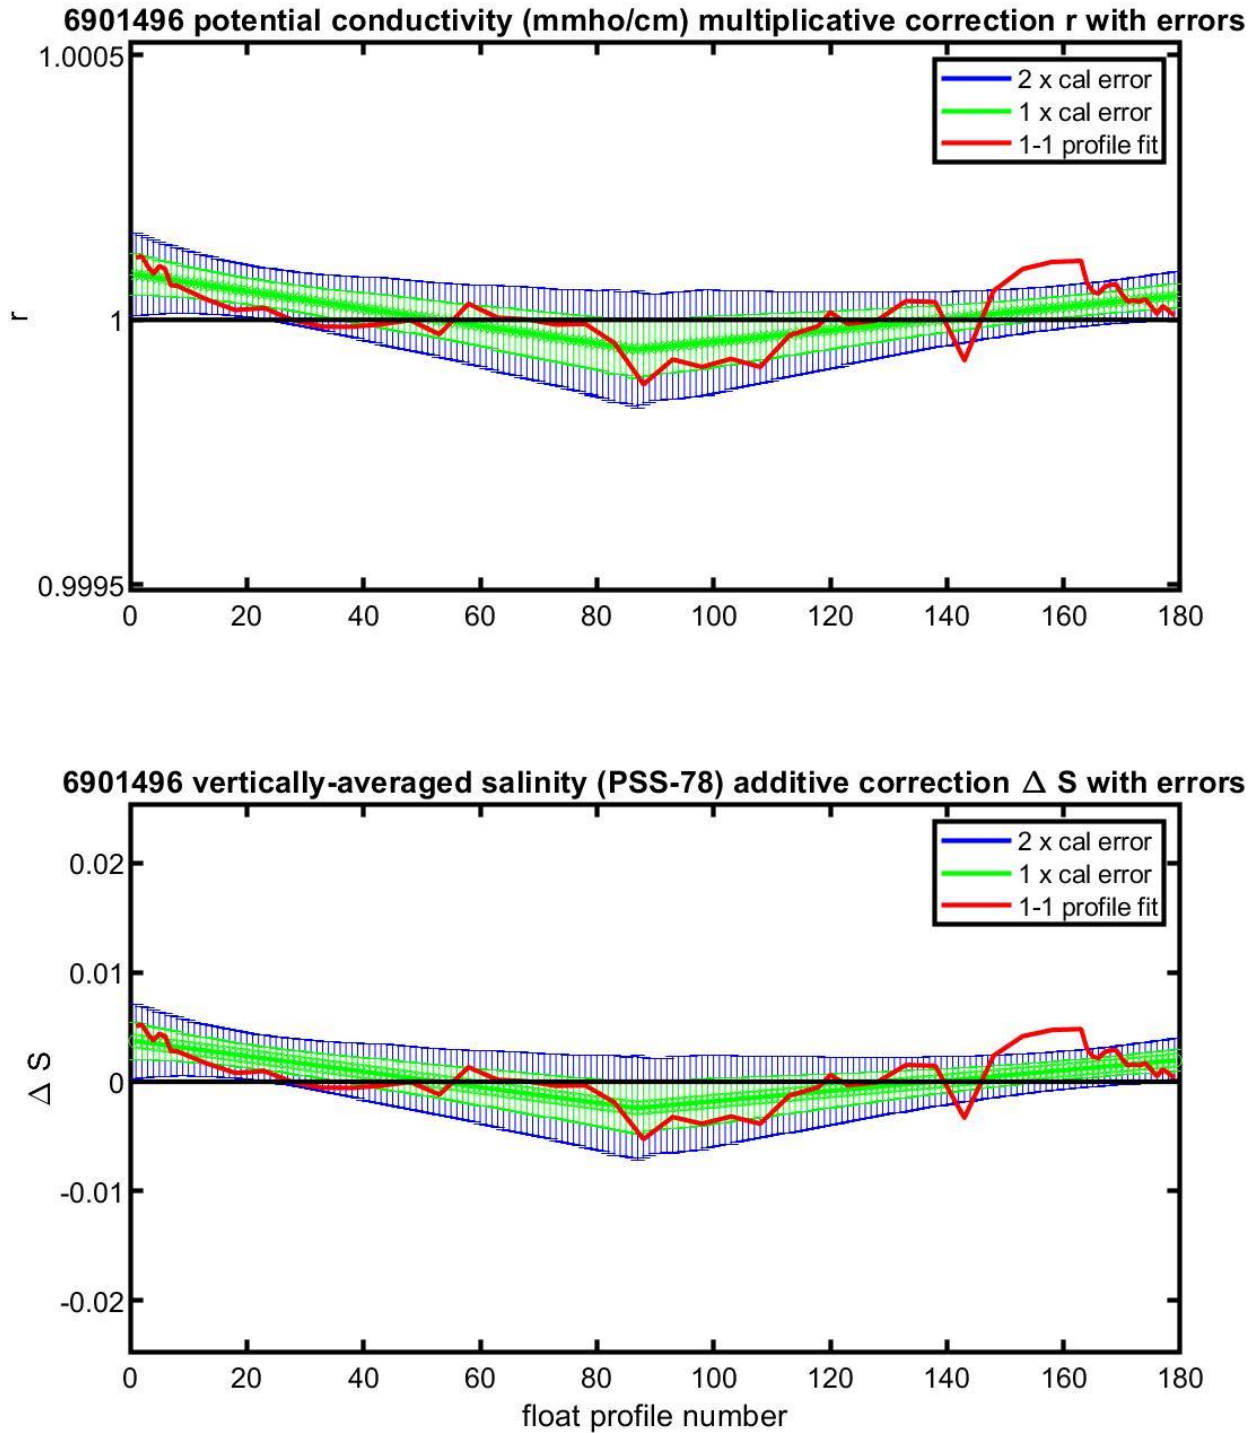 6901496 potential conductivity (mmho/cm) multiplicative correction r with errors
1.0005
1
0.9995
r
2 x cal error
1 x cal error
1-1 profile fit
0 20 40 60 80 100 120 140 160 180
6901496 vertically-averaged salinity (PSS-78) additive correction Δ S with errors
0.02
0.01
0
-0.01
-0.02
Δ S
2 x cal error
1 x cal error
1-1 profile fit
0 20 40 60 80 100 120 140 160 180
float profile number